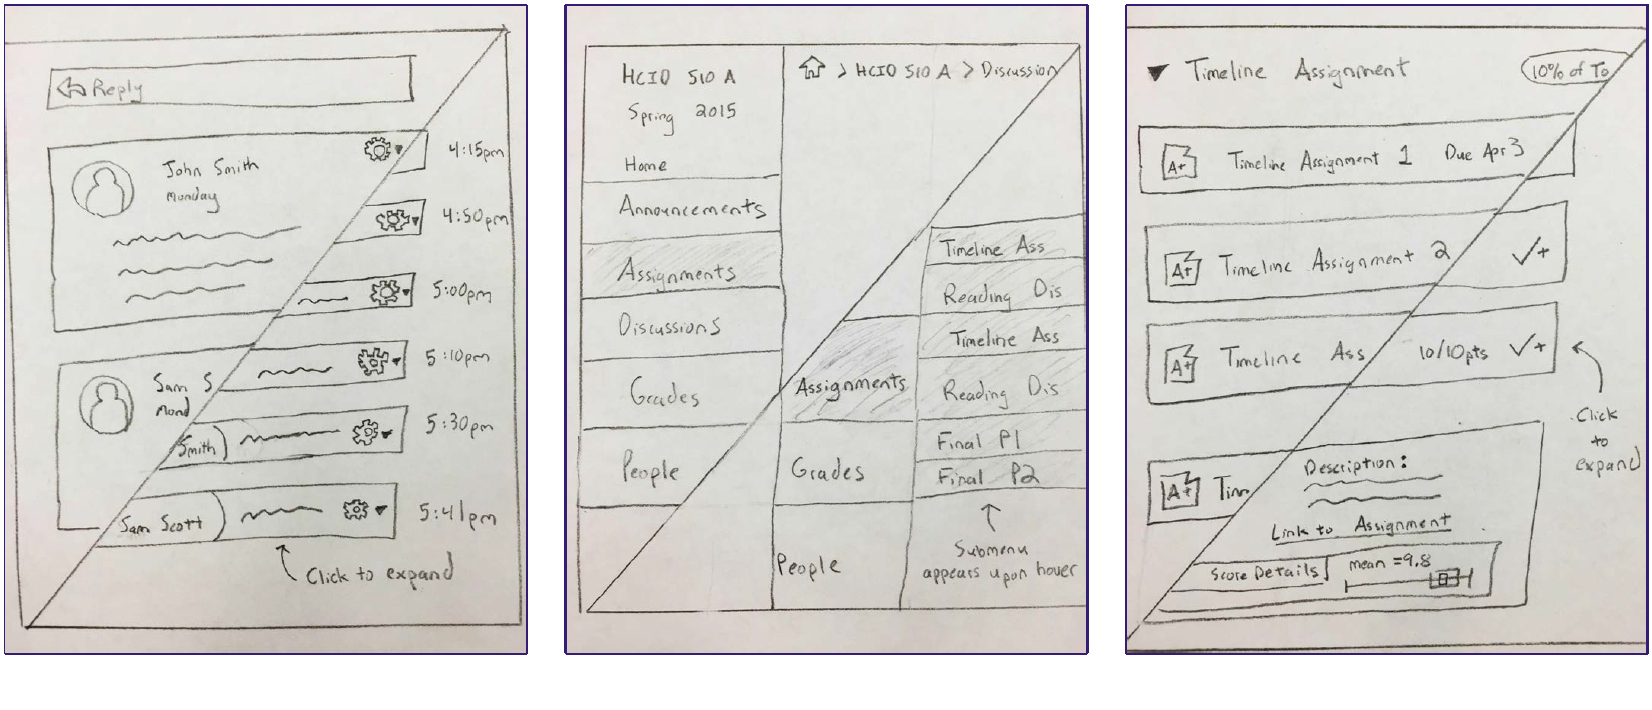 Reply
John Smith
Monday
4:15pm
4:50pm
5:00pm
Sam S
Mond
5:10pm
Smith
5:30pm
Sam Scott
5:41pm
Click to expand
HCID 510 A
Spring 2015
Home
Announcements
Assignments
Discussions
Grades
People
> HCID 510 A > Discussion
Timeline Ass
Reading Dis
Timeline Ass
Reading Dis
Final P1
Final P2
Assignments
Grades
People
Submenu
appears upon hover
Timeline Assignment
10% of To
A+ Timeline Assignment 1 Due Apr 3
A+ Timeline Assignment 2 ✓+
A+ Timeline Ass 10/10pts ✓+
Click
to
expand
A+ Tim
Description:
Link to Assignment
Score Details mean = 9.8